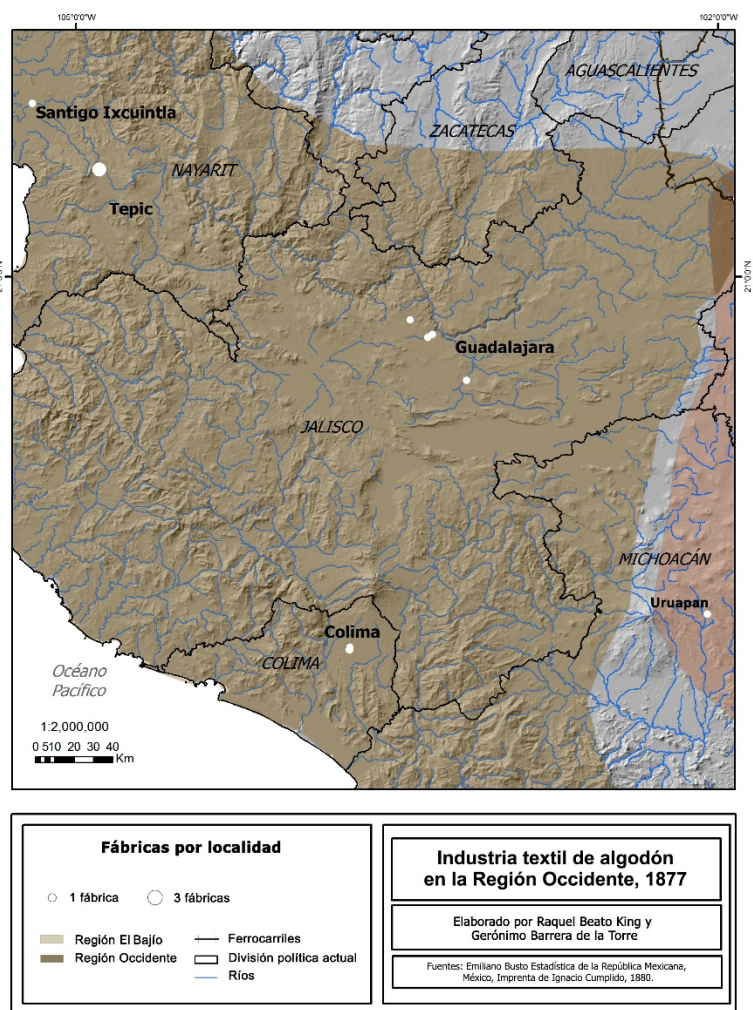 105°0'0"W
102°0'0"W
AGUASCALIENTES
Santigo Ixcuintla
ZACATECAS
NAYARIT
Tepic
21°0'0"N
21°0'0"N
Guadalajara
JALISCO
MICHOACÁN
Uruapan
Colima
COLIMA
Océano
Pacífico
1:2,000,000
0 510 20 30 40
Km
Fábricas por localidad
1 fábrica
3 fábricas
Región El Bajío
Región Occidente
Ferrocarriles
División política actual
Ríos
Industria textil de algodón
en la Región Occidente, 1877
Elaborado por Raquel Beato King y
Gerónimo Barrera de la Torre
Fuentes: Emiliano Busto Estadística de la República Mexicana,
México, Imprenta de Ignacio Cumplido, 1880.